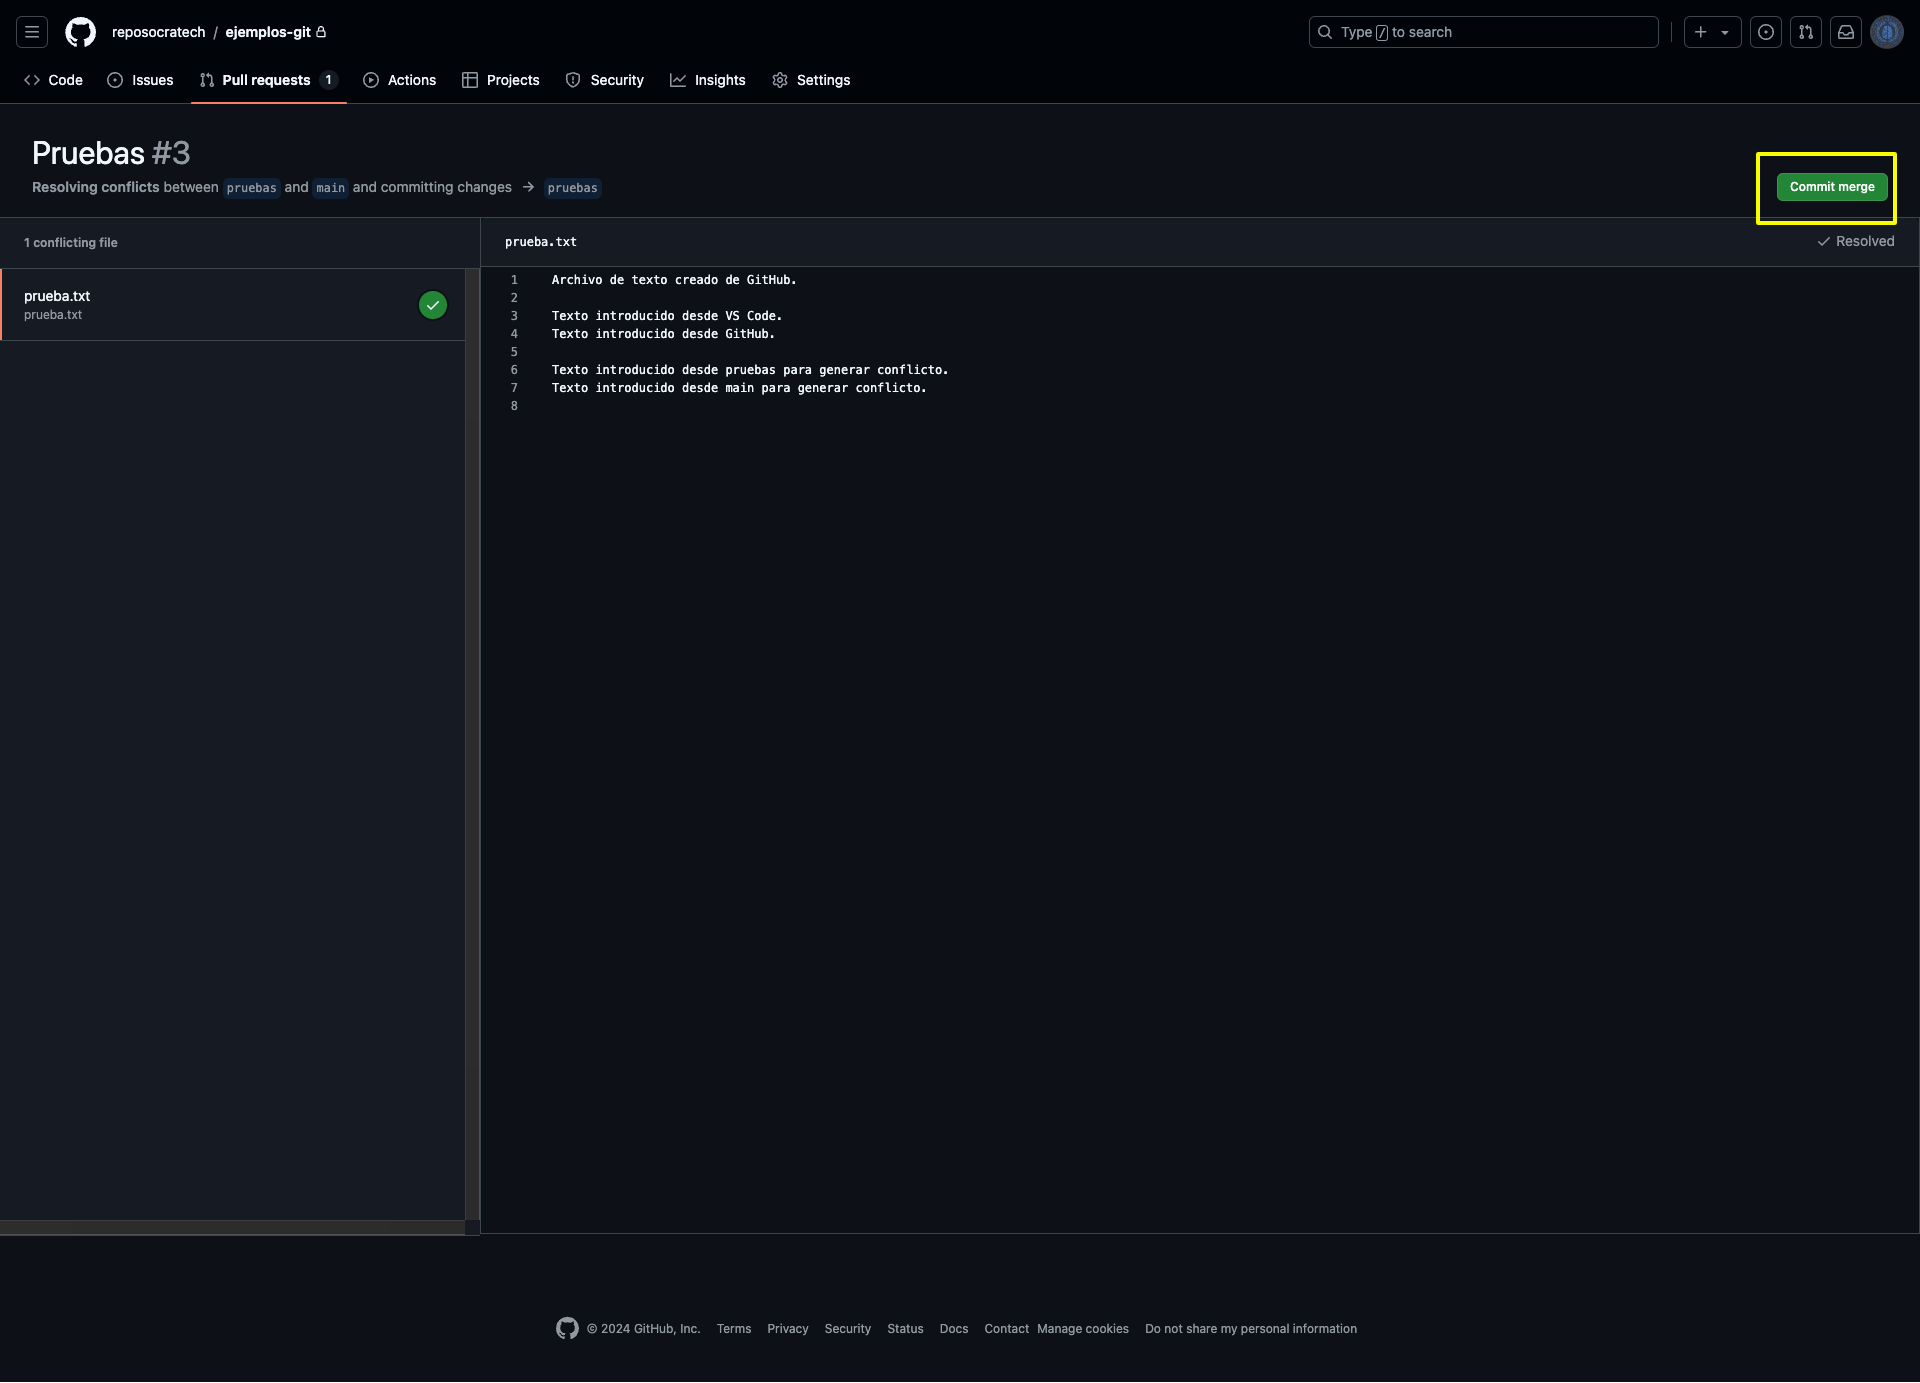 reposocratech / ejemplos-git
Type / to search
Code Issues Pull requests 1 Actions Projects Security Insights Settings
Pruebas #3
Resolving conflicts between pruebas and main and committing changes → pruebas
Commit merge
1 conflicting file
prueba.txt
Resolved
prueba.txt
prueba.txt
1 Archivo de texto creado de GitHub.
2
3 Texto introducido desde VS Code.
4 Texto introducido desde GitHub.
5
6 Texto introducido desde pruebas para generar conflicto.
7 Texto introducido desde main para generar conflicto.
8
© 2024 GitHub, Inc. Terms Privacy Security Status Docs Contact Manage cookies Do not share my personal information